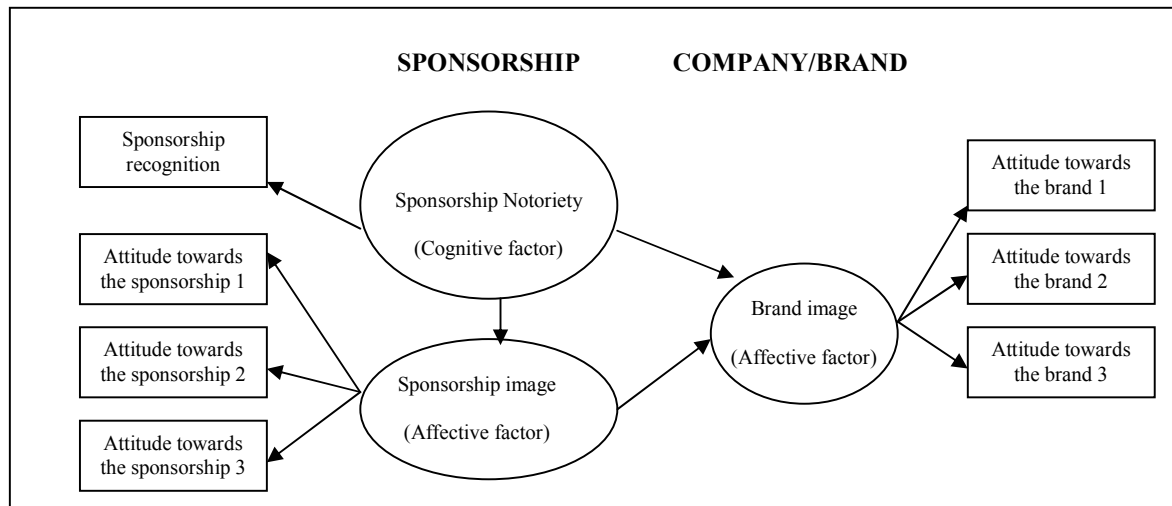 SPONSORSHIP
COMPANY/BRAND
Sponsorship
recognition
Attitude towards
the sponsorship 1
Attitude towards
the sponsorship 2
Attitude towards
the sponsorship 3
Sponsorship Notoriety
(Cognitive factor)
Sponsorship image
(Affective factor)
Brand image
(Affective factor)
Attitude towards
the brand 1
Attitude towards
the brand 2
Attitude towards
the brand 3